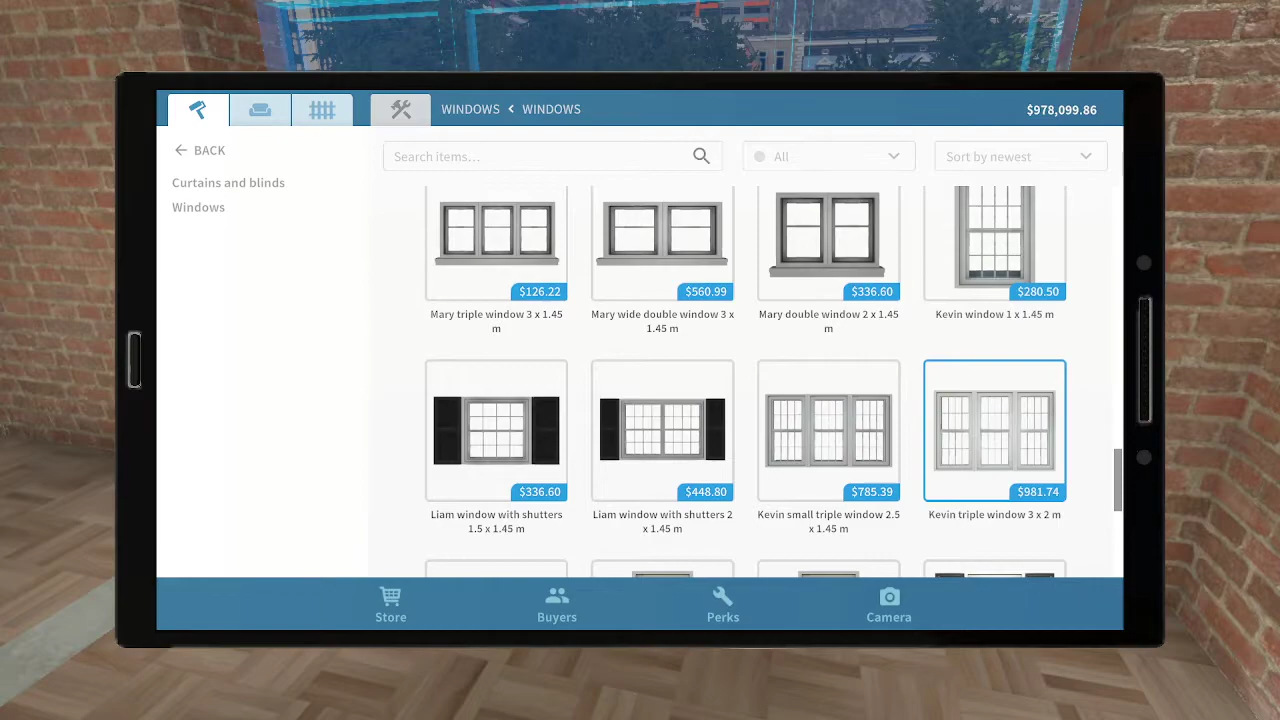 WINDOWS < WINDOWS
$978,099.86
BACK
Search items...
All
Sort by newest
Curtains and blinds
Windows
$126.22
$560.99
$336.60
$280.50
Mary triple window 3 x 1.45
m
Mary wide double window 3 x
1.45 m
Mary double window 2 x 1.45
m
Kevin window 1 x 1.45 m
$336.60
$448.80
$785.39
$981.74
Liam window with shutters
1.5 x 1.45 m
Liam window with shutters 2
x 1.45 m
Kevin small triple window 2.5
x 1.45 m
Kevin triple window 3 x 2 m
Store
Buyers
Perks
Camera